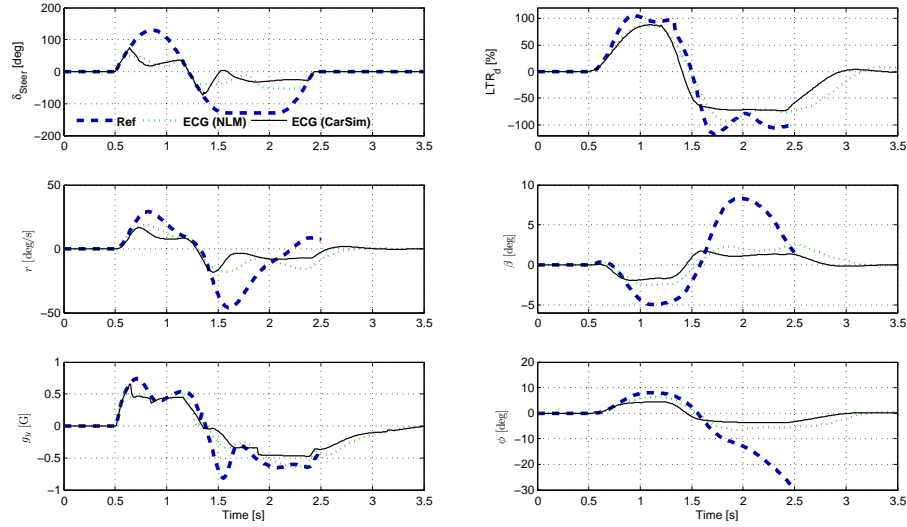 200
100
0
−100
−200
δSteer [deg]
Ref
ECG (NLM)
ECG (CarSim)
0 0.5 1 1.5 2 2.5 3 3.5
100
50
0
−50
−100
LTRd [%]
0 0.5 1 1.5 2 2.5 3 3.5
50
0
−50
r [deg/s]
0 0.5 1 1.5 2 2.5 3 3.5
5
0
−5
β [deg]
0 0.5 1 1.5 2 2.5 3 3.5
1
0.5
0
−0.5
−1
gy [G]
0 0.5 1 1.5 2 2.5 3 3.5
Time [s]
20
10
0
−10
−20
−30
ϕ [deg]
0 0.5 1 1.5 2 2.5 3 3.5
Time [s]